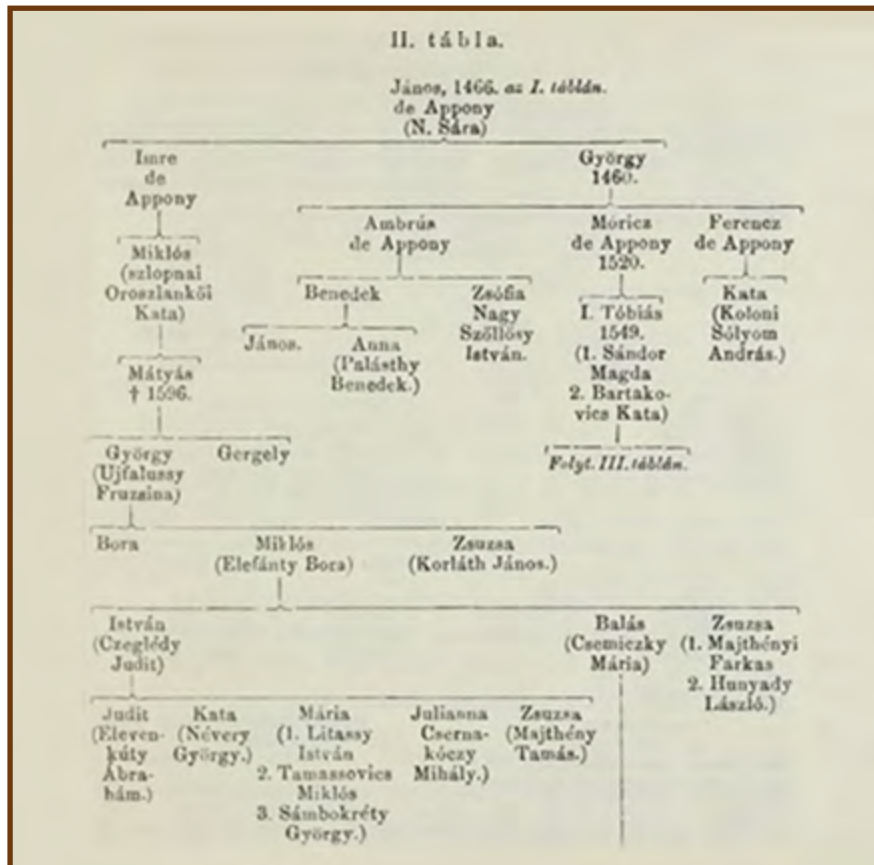 II. tábla.
János, 1466. az I. táblán.
de Appony
(N. Sára)
Imre
de
Appony
György
1460.
Ambrús
de Appony
Móricz
de Appony
1520.
Ferencz
de Appony
Miklós
(szlopnai
Oroszlánkői
Kata)
Benedek
Zsófia
Nagy
Szőllősy
István.
I. Tóbiás
1549.
(1. Sándor
Magda
2. Bartako-
vics Kata)
Kata
(Koloni
Sólyom
András.)
János.
Anna
(Palásthy
Benedek.)
Mátyás
† 1596.
György
(Ujfalussy
Fruzsina)
Gergely
Folyt. III. táblán.
Bora
Miklós
(Elefánty Bora)
Zsuzsa
(Korláth János.)
István
(Czeglédy
Judit)
Balás
(Csemiczky
Mária)
Zsuzsa
(1. Majthényi
Farkas
2. Hunyady
László.)
Judit
(Eleven-
kúty
Ábra-
hám.)
Kata
(Névery
György.)
Mária
(1. Litassy
István
2. Tamassovics
Miklós
3. Sámbokréty
György.)
Julianna
Cserna-
kóczy
Mihály.)
Zsuzsa
(Majthény
Tamás.)